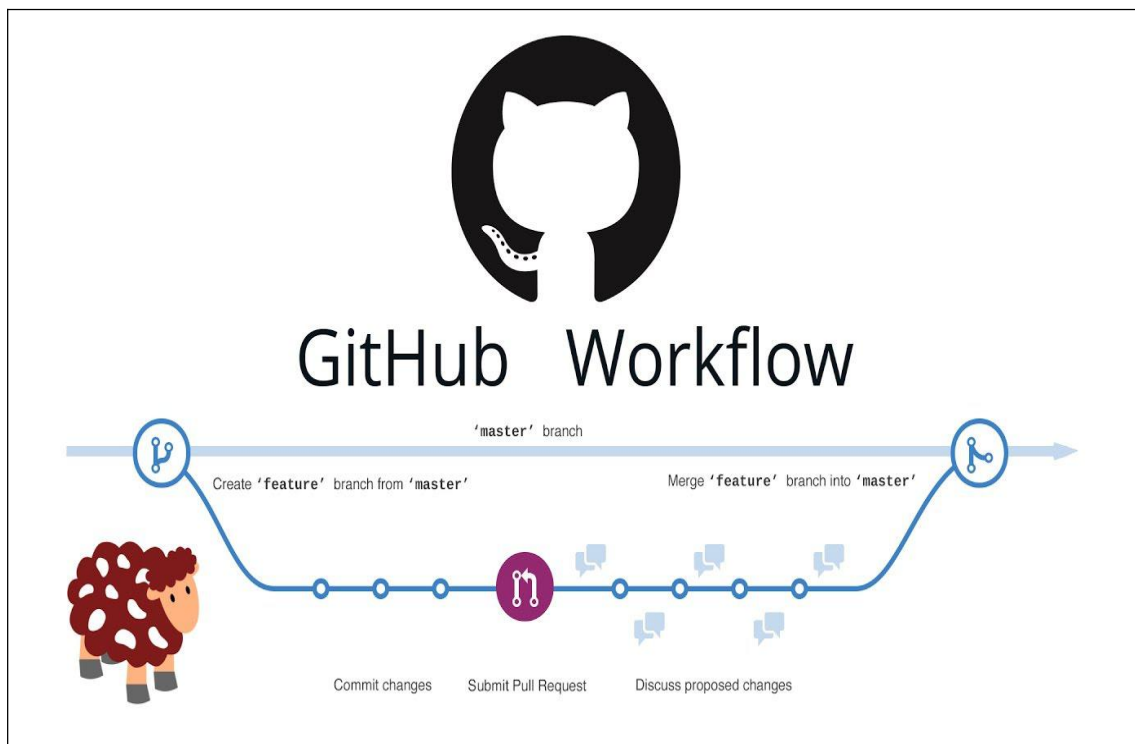 GitHub Workflow
‘master’ branch
Create ‘feature’ branch from ‘master’
Merge ‘feature’ branch into ‘master’
Commit changes
Submit Pull Request
Discuss proposed changes